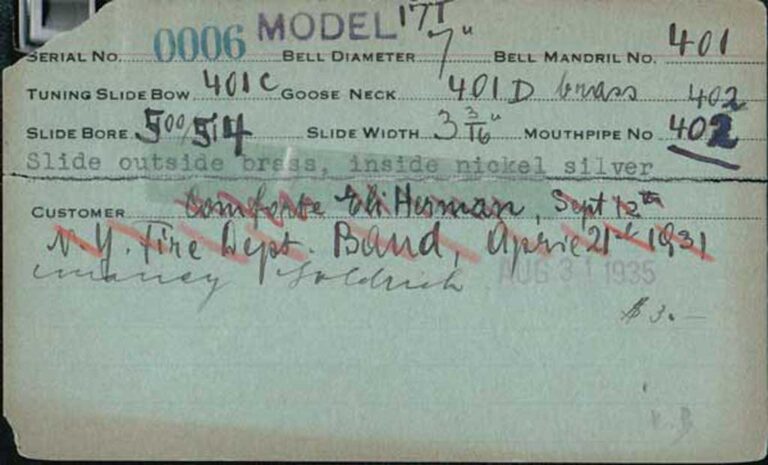 MODEL 17T
SERIAL NO. 0006 BELL DIAMETER 7" BELL MANDRIL NO. 401
TUNING SLIDE BOW 401C GOOSE NECK 401D brass 402
SLIDE BORE 500/514 SLIDE WIDTH 3 3/16" MOUTHPIPE NO 402
Slide outside brass, inside nickel silver
CUSTOMER Comforte Eli Herman, Sept 12th
N.Y. Fire Dept. Band, April 21st 1931
AUG 31 1935
$3.—